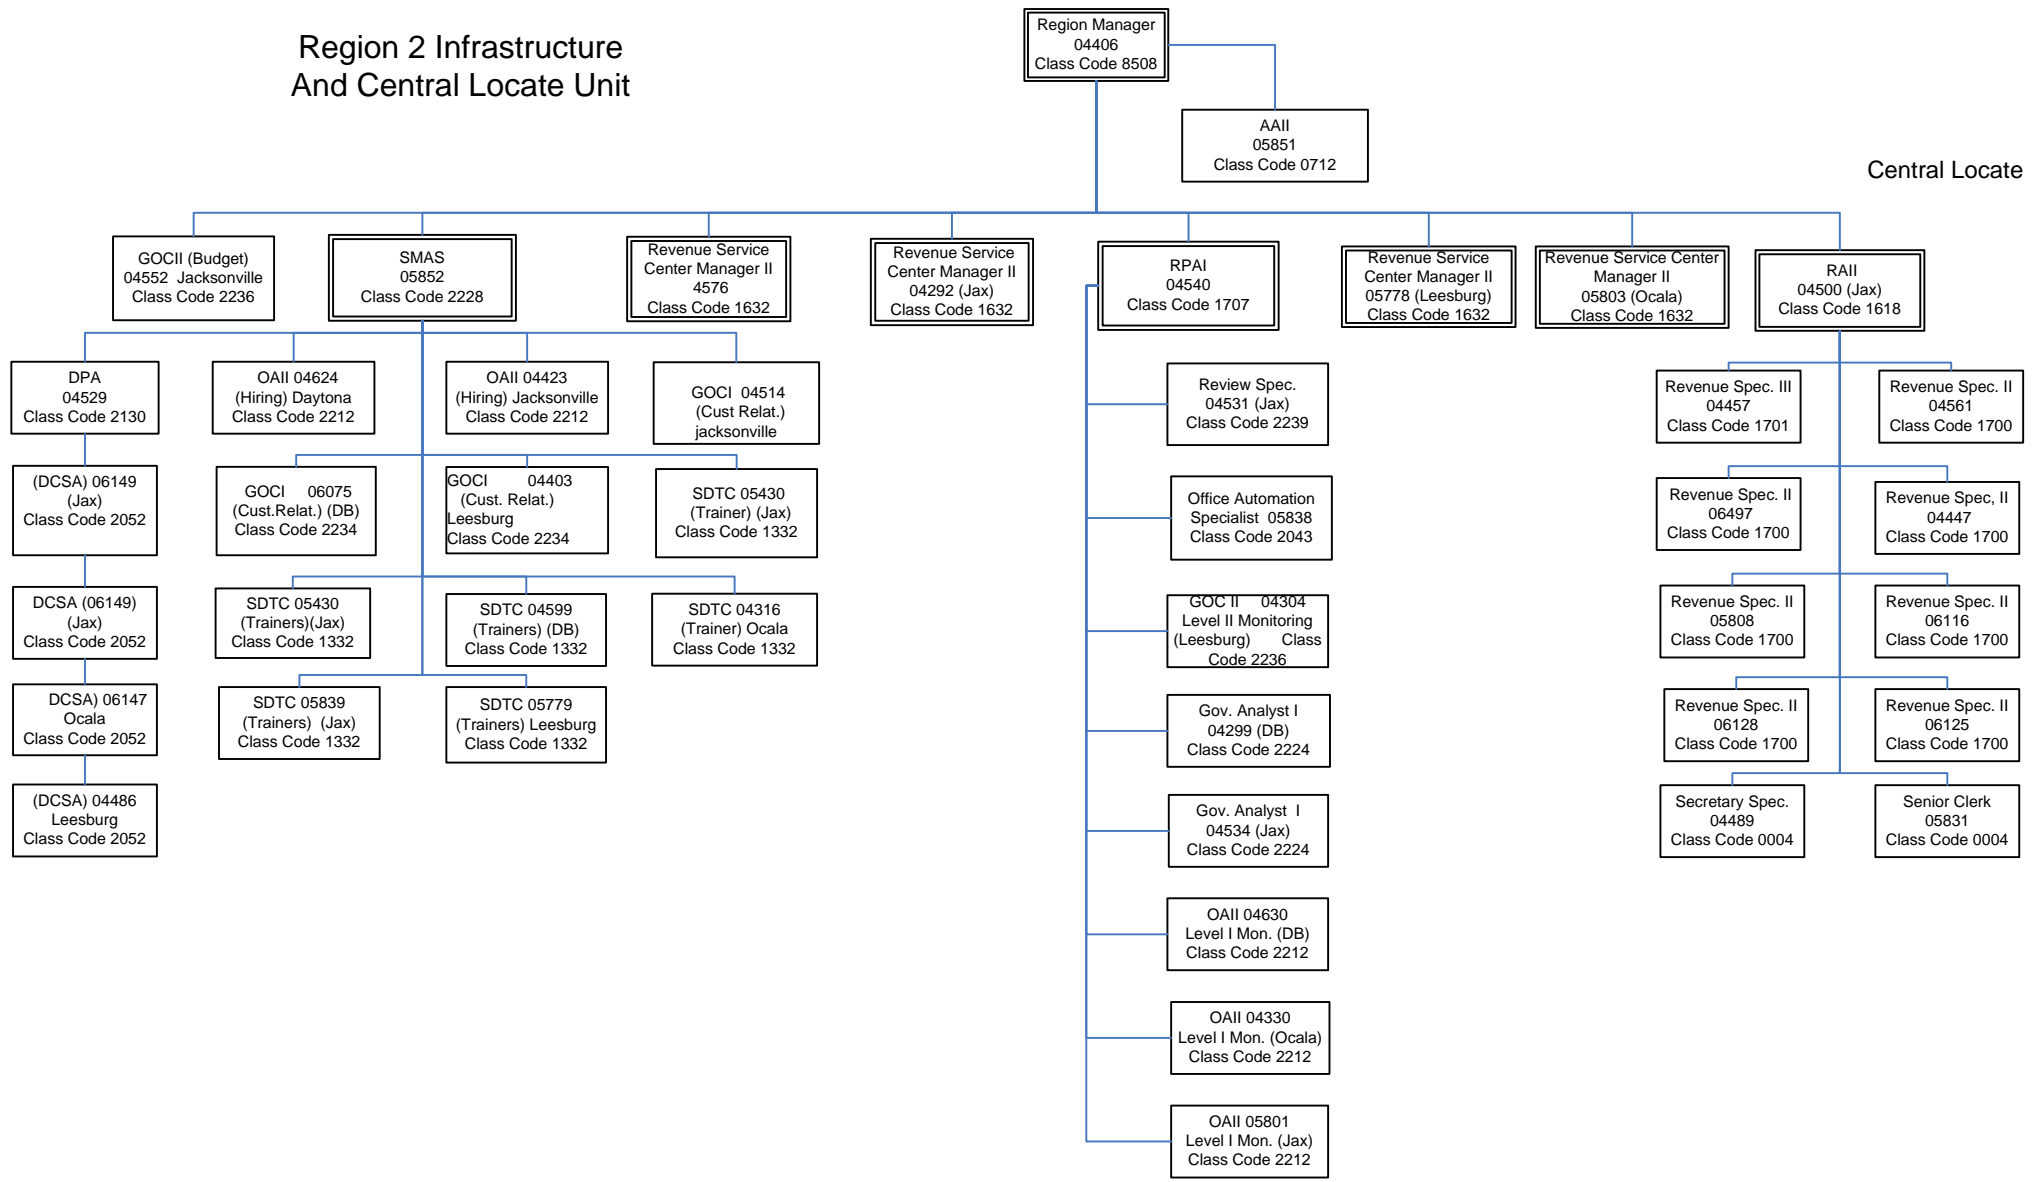 Region 2 Infrastructure
And Central Locate Unit
Region Manager
04406
Class Code 8508
AAII
05851
Class Code 0712
Central Locate
GOCII (Budget)
04552  Jacksonville
Class Code 2236
SMAS
05852
Class Code 2228
Revenue Service
Center Manager II
4576
Class Code 1632
Revenue Service
Center Manager II
04292 (Jax)
Class Code 1632
RPAI
04540
Class Code 1707
Revenue Service
Center Manager II
05778 (Leesburg)
Class Code 1632
Revenue Service Center
Manager II
05803 (Ocala)
Class Code 1632
RAII
04500 (Jax)
Class Code 1618
DPA
04529
Class Code 2130
OAII 04624
(Hiring) Daytona
Class Code 2212
OAII 04423
(Hiring) Jacksonville
Class Code 2212
GOCI  04514
(Cust Relat.)
jacksonville
(DCSA) 06149
(Jax)
Class Code 2052
GOCI     06075
(Cust.Relat.) (DB)
Class Code 2234
GOCI        04403
(Cust. Relat.)
Leesburg
Class Code 2234
SDTC 05430
(Trainer) (Jax)
Class Code 1332
DCSA (06149)
(Jax)
Class Code 2052
SDTC 05430
(Trainers)(Jax)
Class Code 1332
SDTC 04599
(Trainers) (DB)
Class Code 1332
SDTC 04316
(Trainer) Ocala
Class Code 1332
DCSA) 06147
Ocala
Class Code 2052
SDTC 05839
(Trainers)  (Jax)
Class Code 1332
SDTC 05779
(Trainers) Leesburg
Class Code 1332
(DCSA) 04486
Leesburg
Class Code 2052
Review Spec.
04531 (Jax)
Class Code 2239
Office Automation
Specialist  05838
Class Code 2043
GOC II     04304
Level II Monitoring
(Leesburg)       Class
Code 2236
Gov. Analyst I
04299 (DB)
Class Code 2224
Gov. Analyst  I
04534 (Jax)
Class Code 2224
OAII 04630
Level I Mon. (DB)
Class Code 2212
OAII 04330
Level I Mon. (Ocala)
Class Code 2212
OAII 05801
Level I Mon. (Jax)
Class Code 2212
Revenue Spec. III
04457
Class Code 1701
Revenue Spec. II
04561
Class Code 1700
Revenue Spec. II
06497
Class Code 1700
Revenue Spec, II
04447
Class Code 1700
Revenue Spec. II
05808
Class Code 1700
Revenue Spec. II
06116
Class Code 1700
Revenue Spec. II
06128
Class Code 1700
Revenue Spec. II
06125
Class Code 1700
Secretary Spec.
04489
Class Code 0004
Senior Clerk
05831
Class Code 0004